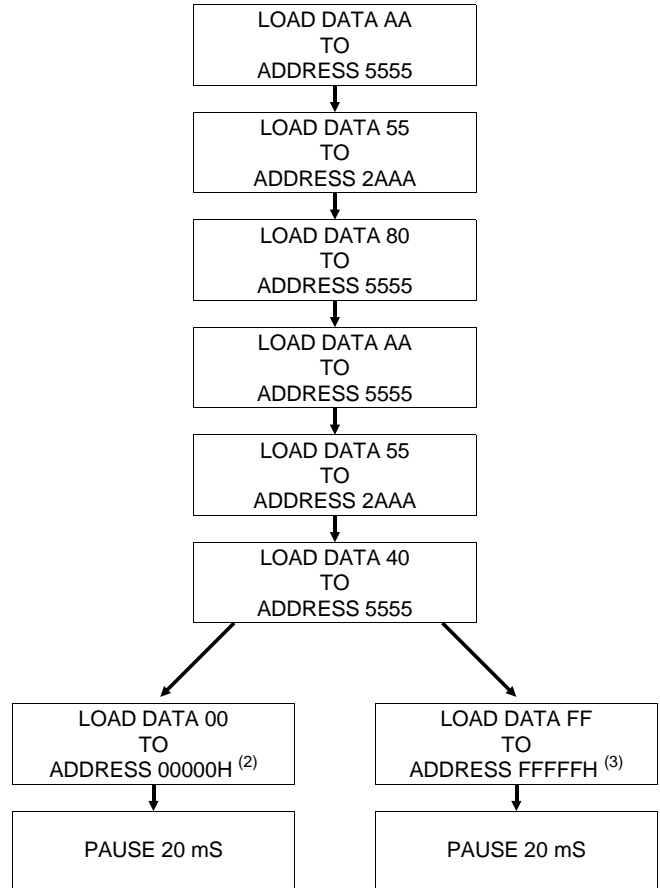 LOAD DATA AA
TO
ADDRESS 5555
LOAD DATA 55
TO
ADDRESS 2AAA
LOAD DATA 80
TO
ADDRESS 5555
LOAD DATA AA
TO
ADDRESS 5555
LOAD DATA 55
TO
ADDRESS 2AAA
LOAD DATA 40
TO
ADDRESS 5555
LOAD DATA 00
TO
ADDRESS 00000H (2)
PAUSE 20 mS
LOAD DATA FF
TO
ADDRESS FFFFFH (3)
PAUSE 20 mS